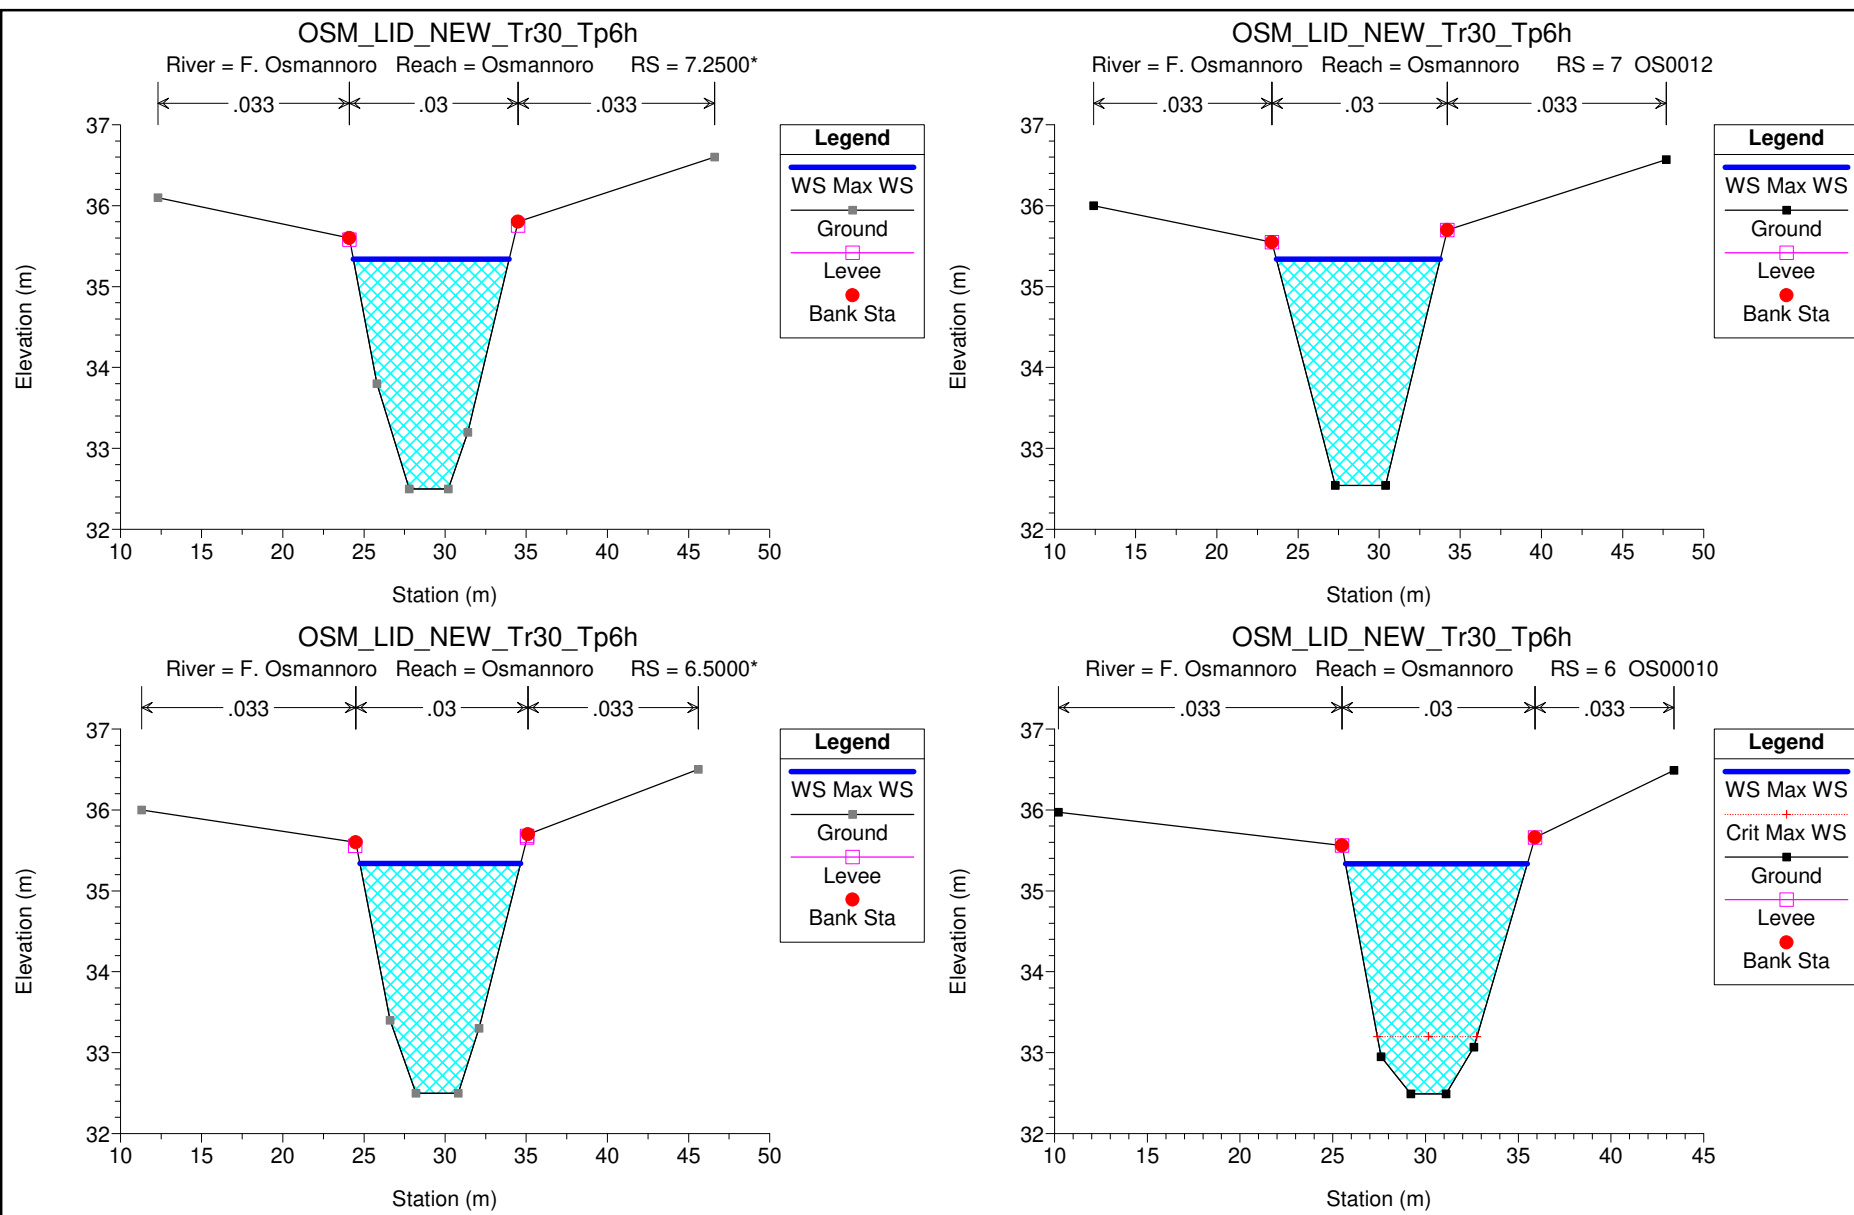 OSM_LID_NEW_Tr30_Tp6h
River = F. Osmannoro Reach = Osmannoro RS = 7.2500*
.033 .03 .033
37
36
35
34
33
32
Elevation (m)
10 15 20 25 30 35 40 45 50
Station (m)
Legend
WS Max WS
Ground
Levee
Bank Sta
OSM_LID_NEW_Tr30_Tp6h
River = F. Osmannoro Reach = Osmannoro RS = 7 OS0012
.033 .03 .033
37
36
35
34
33
32
Elevation (m)
10 15 20 25 30 35 40 45 50
Station (m)
Legend
WS Max WS
Ground
Levee
Bank Sta
OSM_LID_NEW_Tr30_Tp6h
River = F. Osmannoro Reach = Osmannoro RS = 6.5000*
.033 .03 .033
37
36
35
34
33
32
Elevation (m)
10 15 20 25 30 35 40 45 50
Station (m)
Legend
WS Max WS
Ground
Levee
Bank Sta
OSM_LID_NEW_Tr30_Tp6h
River = F. Osmannoro Reach = Osmannoro RS = 6 OS00010
.033 .03 .033
37
36
35
34
33
32
Elevation (m)
10 15 20 25 30 35 40 45
Station (m)
Legend
WS Max WS
Crit Max WS
Ground
Levee
Bank Sta